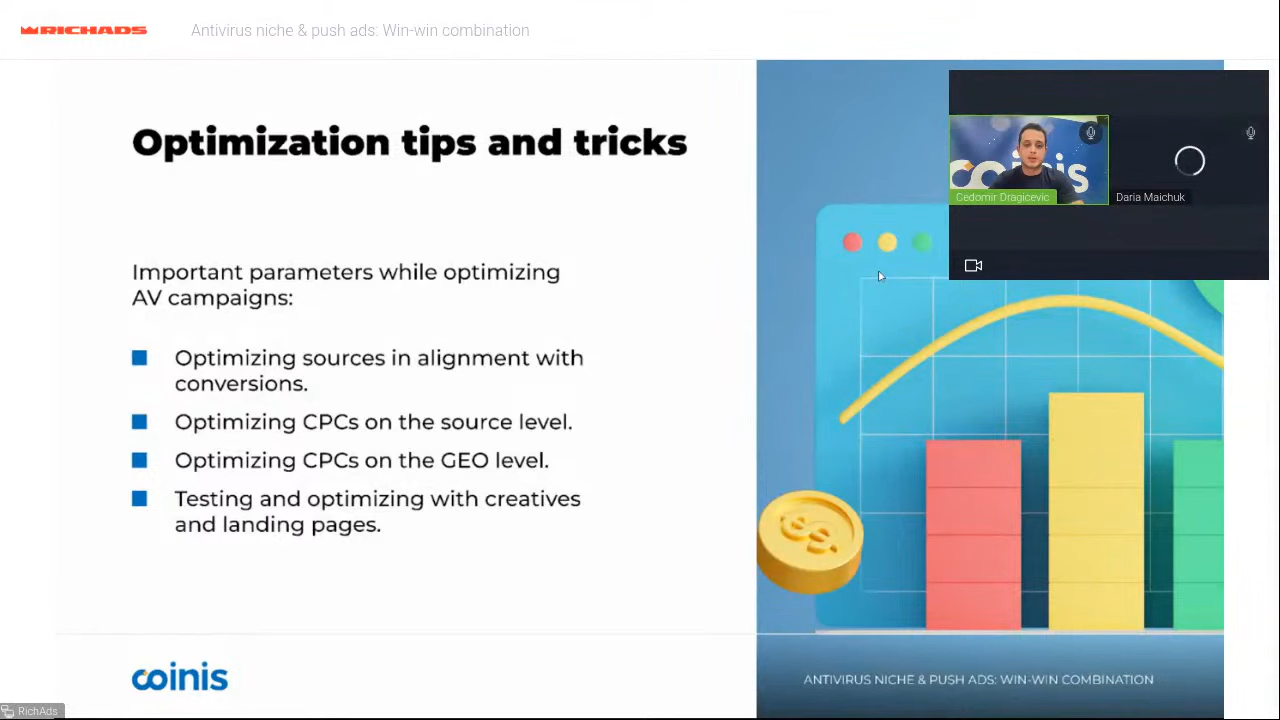 RICHADS
Antivirus niche & push ads: Win-win combination
Optimization tips and tricks
Important parameters while optimizing
AV campaigns:
Optimizing sources in alignment with
conversions.
Optimizing CPCs on the source level.
Optimizing CPCs on the GEO level.
Testing and optimizing with creatives
and landing pages.
coinis
Cedomir Dragicevic
Daria Maichuk
coinis
ANTIVIRUS NICHE & PUSH ADS: WIN-WIN COMBINATION
RichAds